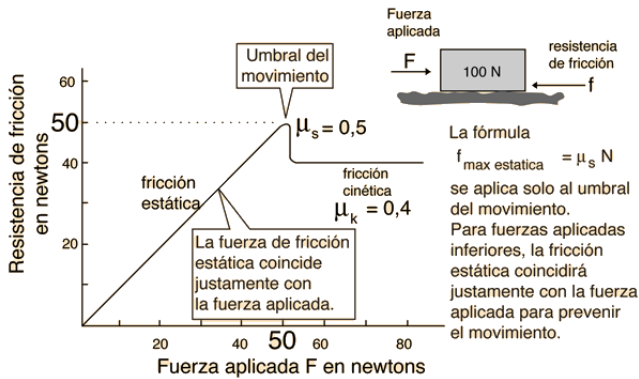 Fuerza
aplicada
F
100 N
resistencia
de fricción
f
Umbral del
movimiento
Resistencia de fricción
en newtons
60
50
40
20
μs = 0,5
fricción
estática
fricción
cinética
μk = 0,4
La fuerza de fricción
estática coincide
justamente con
la fuerza aplicada.
20
40
50
60
80
Fuerza aplicada F en newtons
La fórmula
f max estatica = μs N
se aplica solo al umbral
del movimiento.
Para fuerzas aplicadas
inferiores, la fricción
estática coincidirá
justamente con la fuerza
aplicada para prevenir
el movimiento.